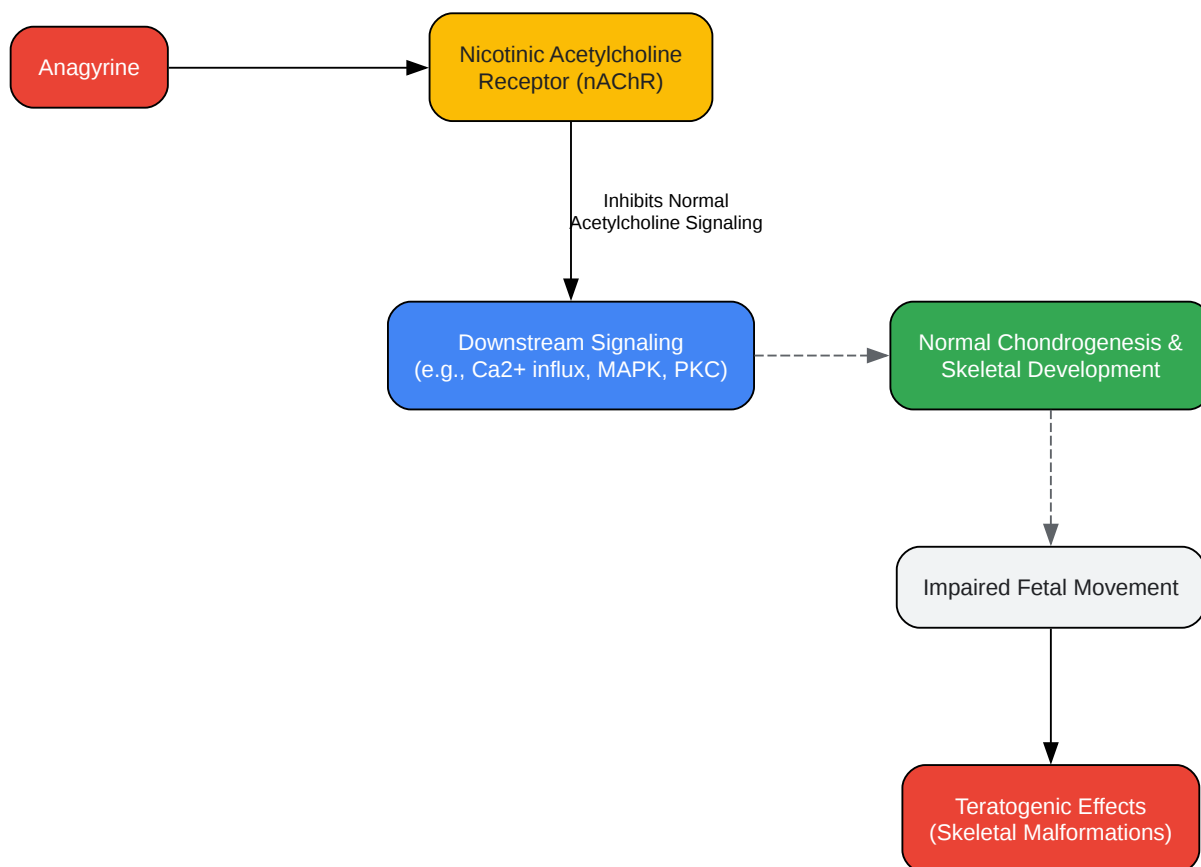 Anagyrine
Nicotinic Acetylcholine
Receptor (nAChR)
Inhibits Normal
Acetylcholine Signaling
Downstream Signaling
(e.g., Ca2+ influx, MAPK, PKC)
Normal Chondrogenesis &
Skeletal Development
Impaired Fetal Movement
Teratogenic Effects
(Skeletal Malformations)